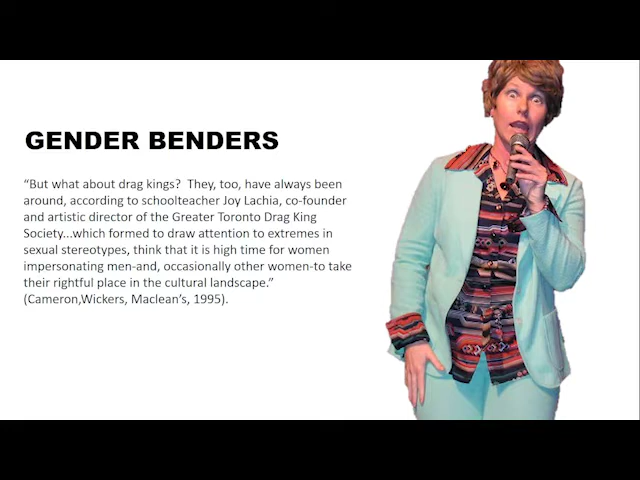 GENDER BENDERS
“But what about drag kings?  They, too, have always been
around, according to schoolteacher Joy Lachia, co-founder
and artistic director of the Greater Toronto Drag King
Society...which formed to draw attention to extremes in
sexual stereotypes, think that it is high time for women
impersonating men-and, occasionally other women-to take
their rightful place in the cultural landscape.”
(Cameron,Wickers, Maclean’s, 1995).